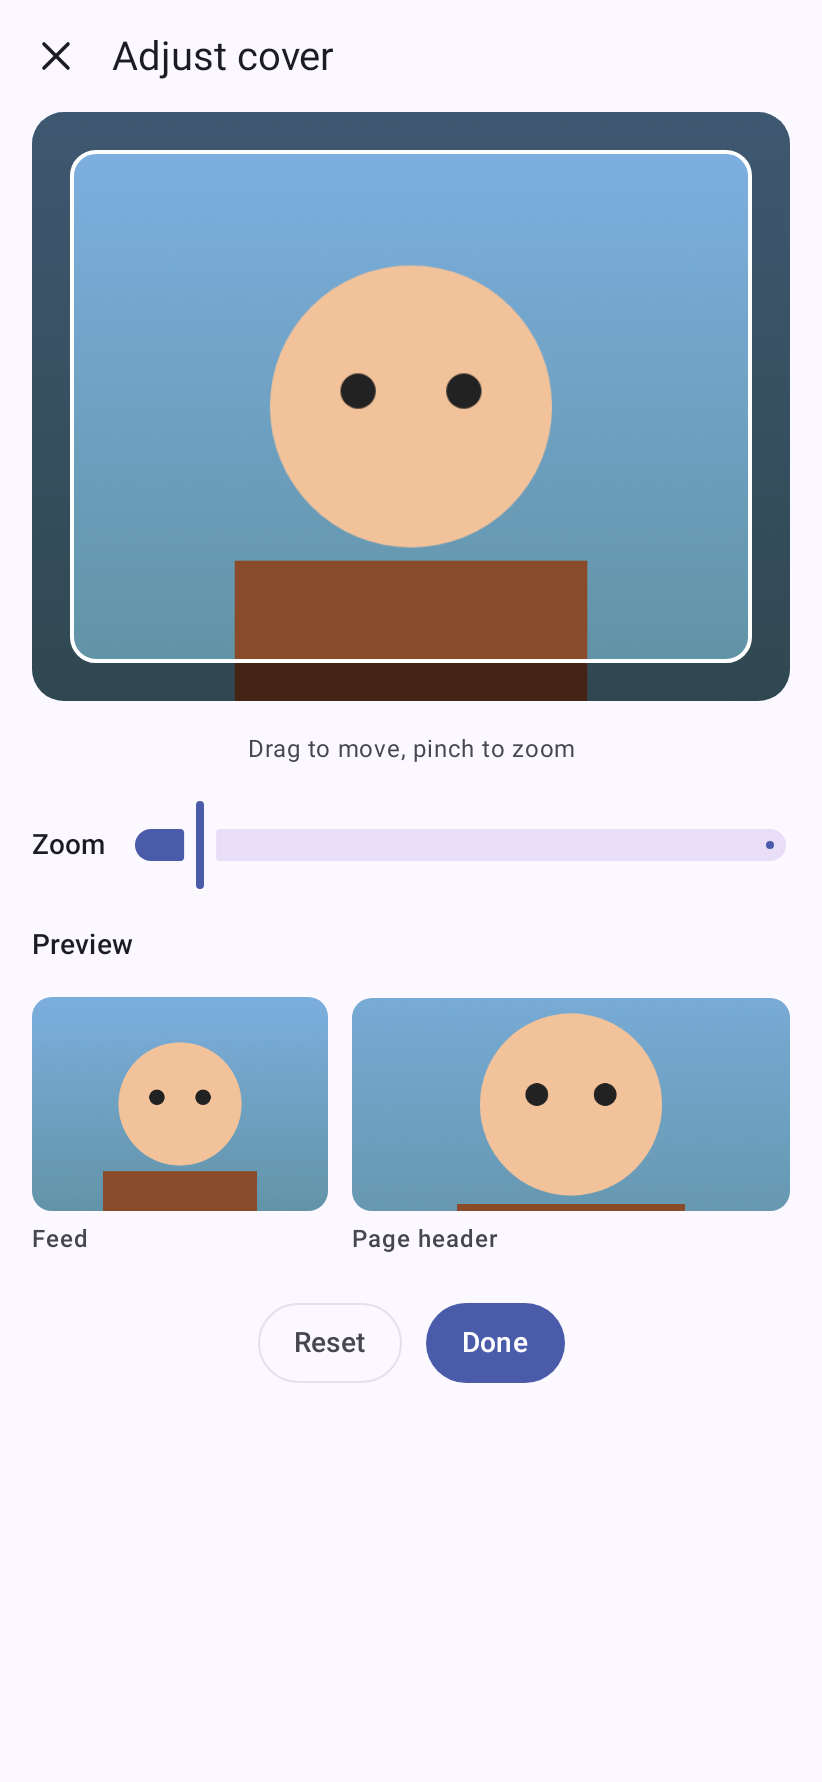 Adjust cover
Drag to move, pinch to zoom
Zoom
Preview
Feed
Page header
Reset
Done